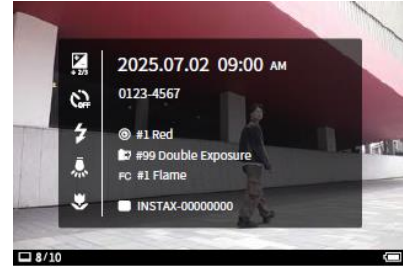 2025.07.02 09:00 AM
+ 2/3
0123-4567
OFF
#1 Red
#99 Double Exposure
FC #1 Flame
INSTAX-00000000
8/10